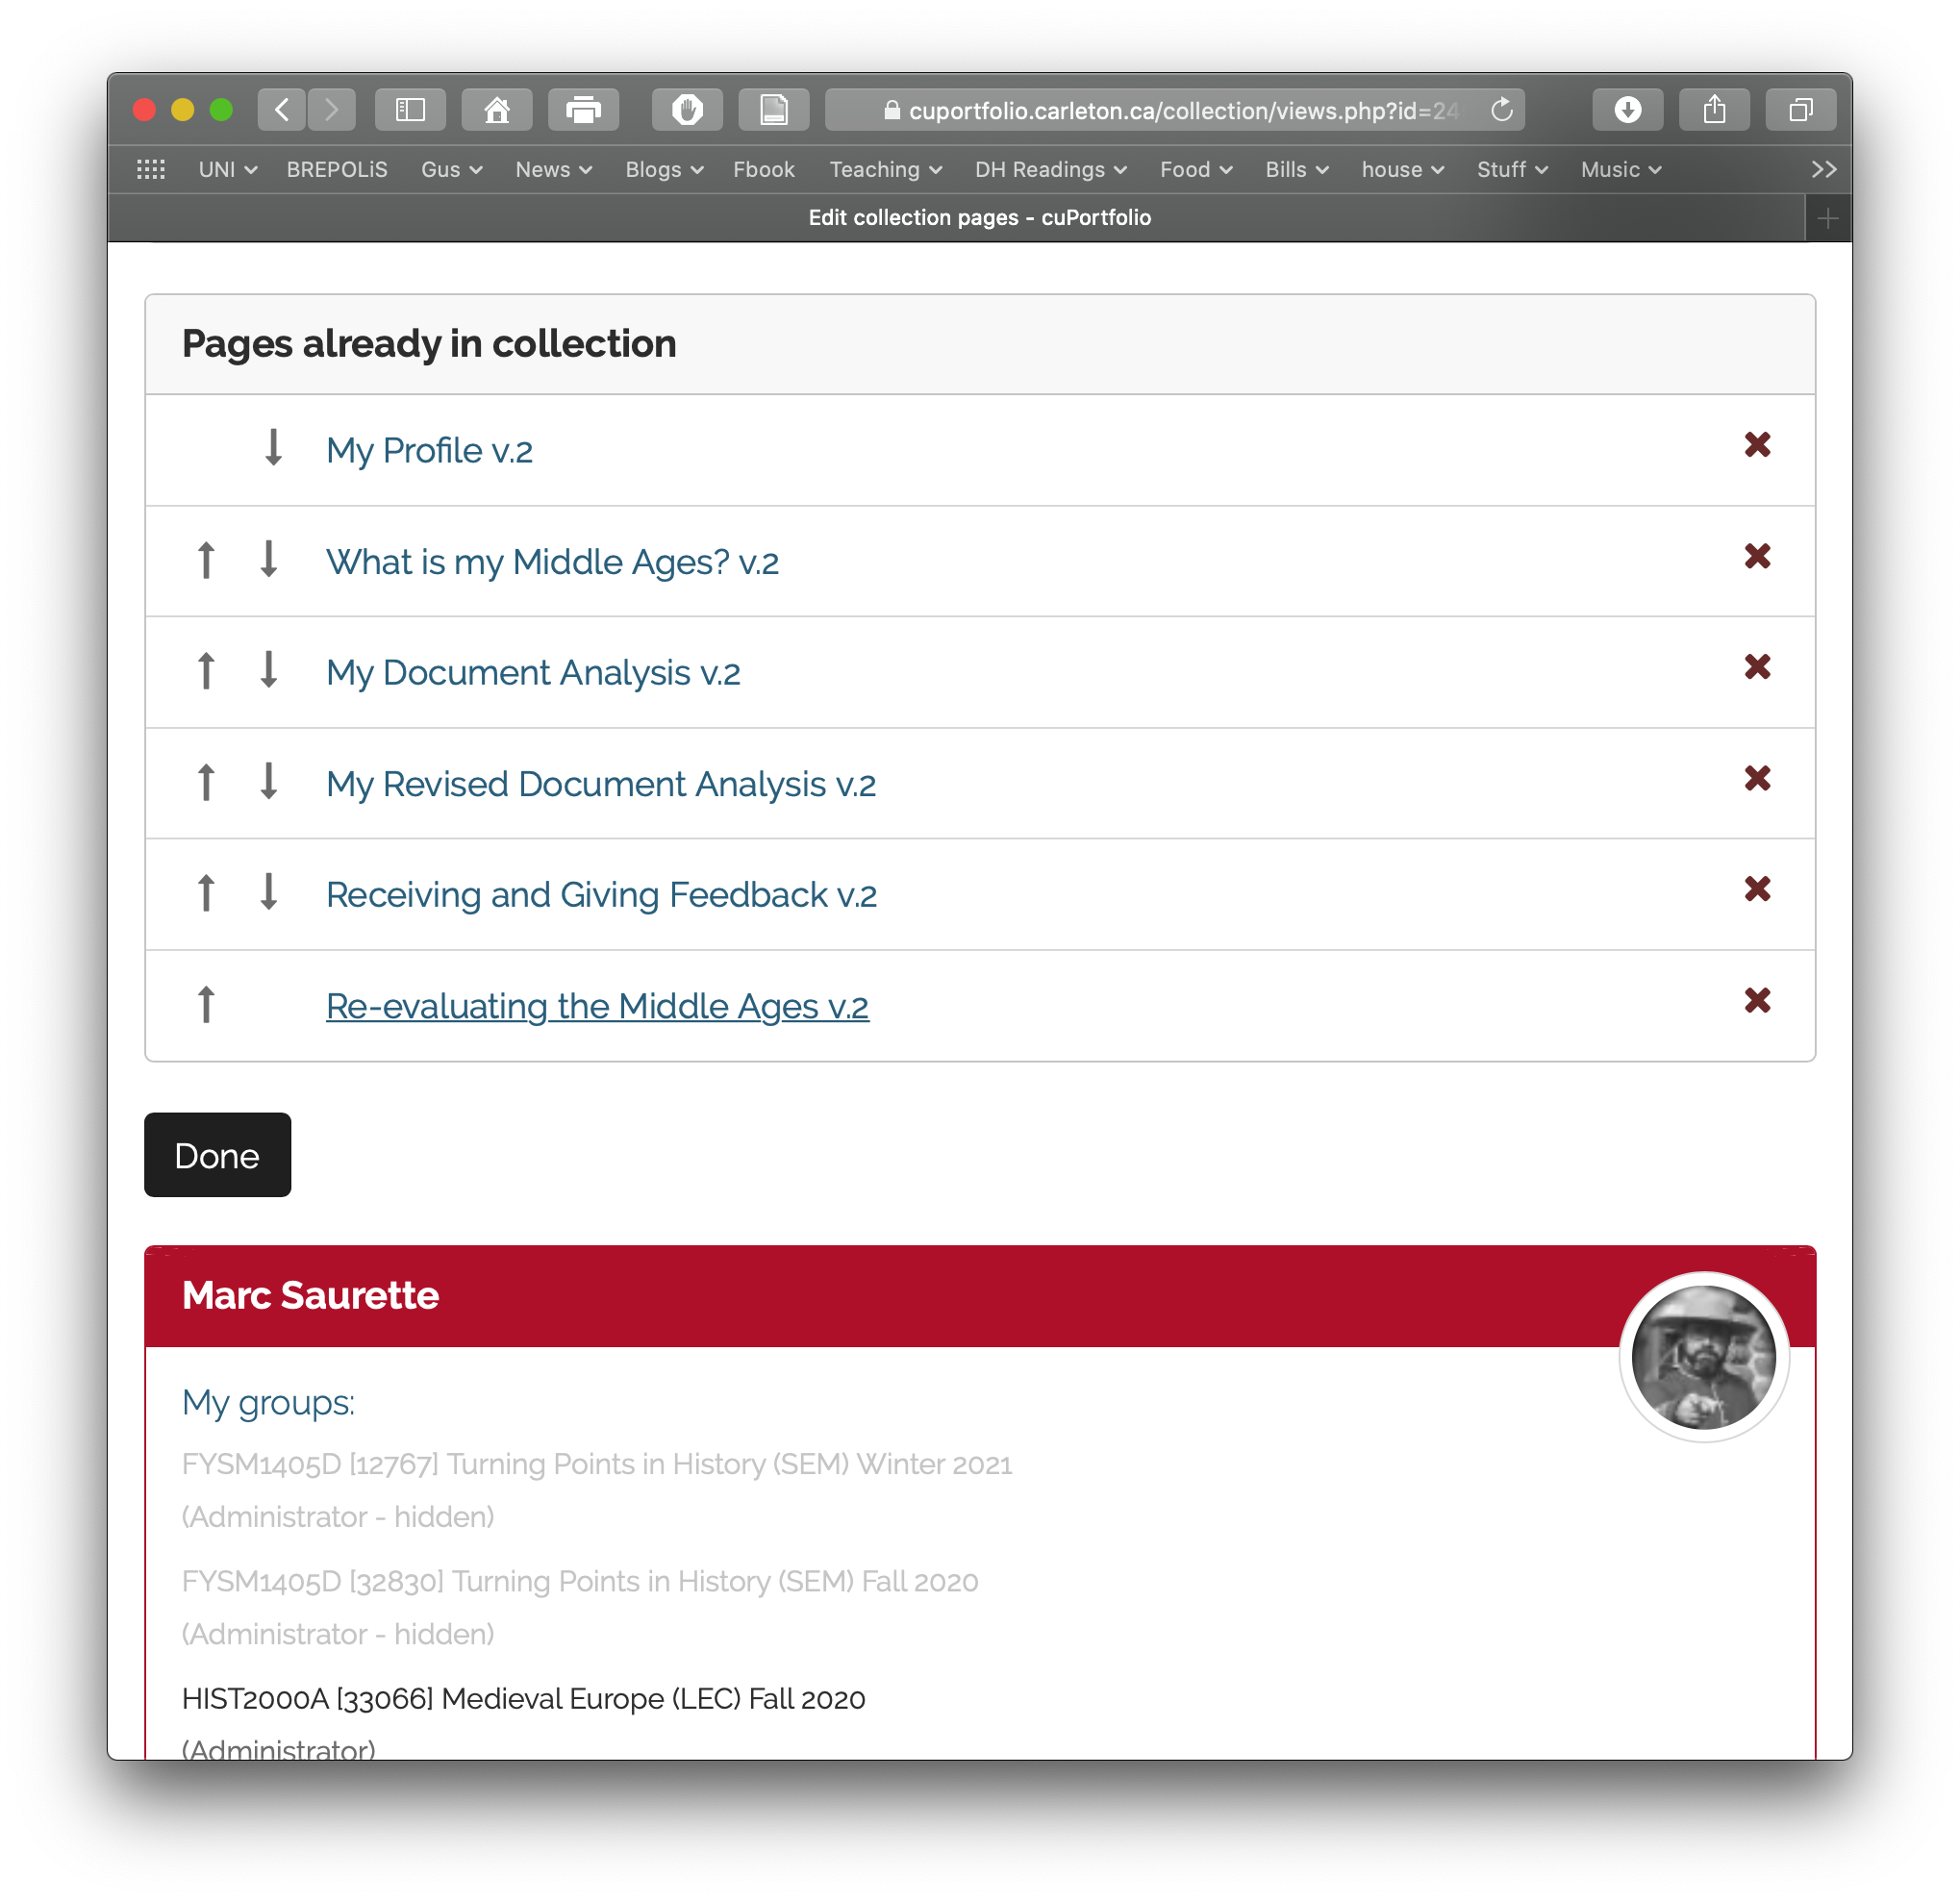 cuportfolio.carleton.ca/collection/views.php?id=24
UNI BREPOLiS Gus News Blogs Fbook Teaching DH Readings Food Bills house Stuff Music
Edit collection pages - cuPortfolio
Pages already in collection
My Profile v.2
What is my Middle Ages? v.2
My Document Analysis v.2
My Revised Document Analysis v.2
Receiving and Giving Feedback v.2
Re-evaluating the Middle Ages v.2
Done
Marc Saurette
My groups:
FYSM1405D [12767] Turning Points in History (SEM) Winter 2021
(Administrator - hidden)
FYSM1405D [32830] Turning Points in History (SEM) Fall 2020
(Administrator - hidden)
HIST2000A [33066] Medieval Europe (LEC) Fall 2020
(Administrator)